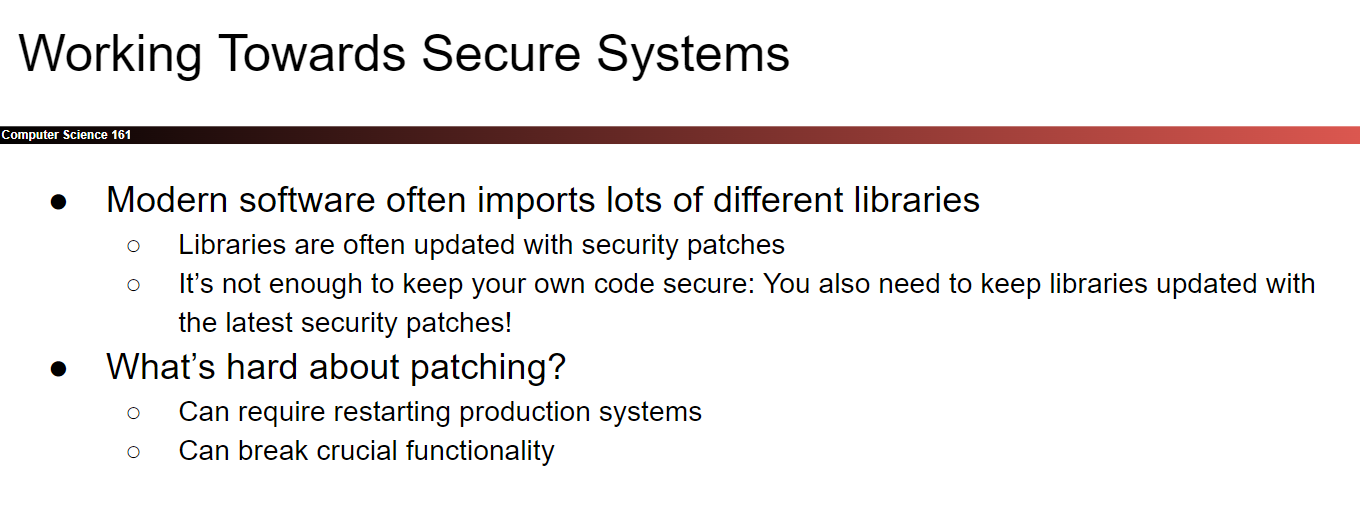 Working Towards Secure Systems
Computer Science 161
● Modern software often imports lots of different libraries
○ Libraries are often updated with security patches
○ It’s not enough to keep your own code secure: You also need to keep libraries updated with
the latest security patches!
● What’s hard about patching?
○ Can require restarting production systems
○ Can break crucial functionality